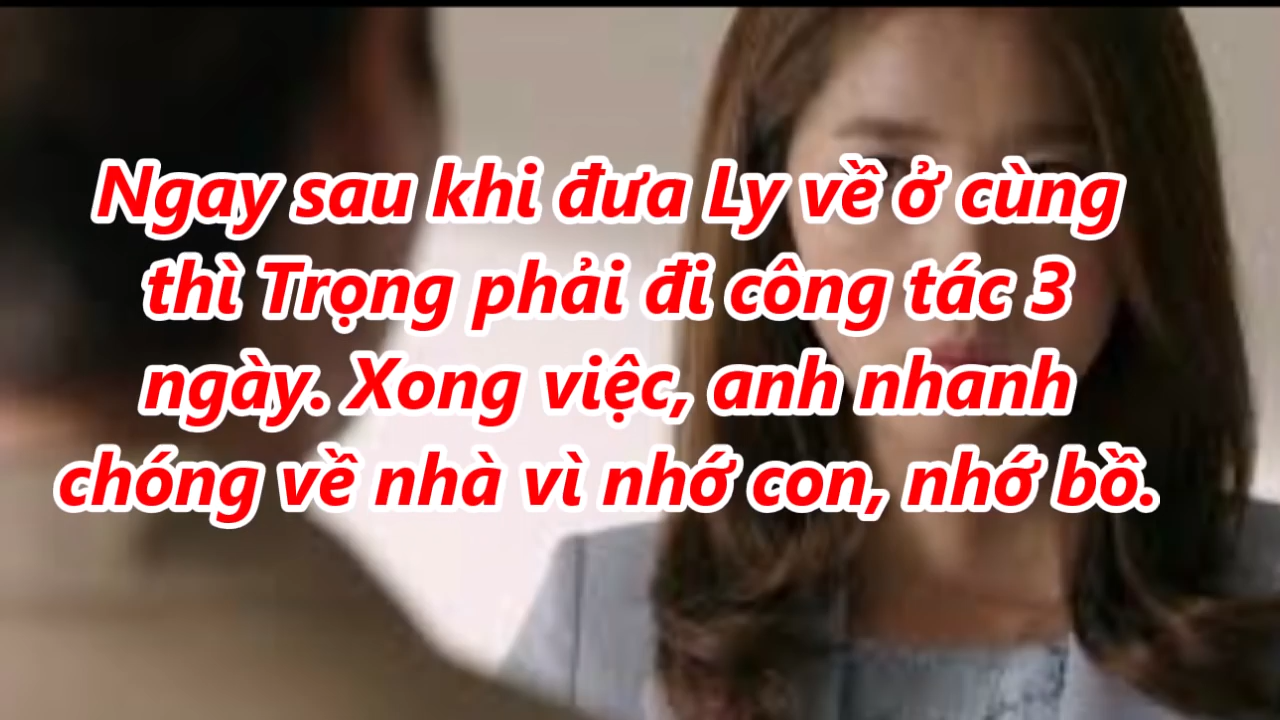 Ngay sau khi đưa Ly về ở cùng
thì Trọng phải đi công tác 3
ngày. Xong việc, anh nhanh
chóng về nhà vì nhớ con, nhớ bồ.